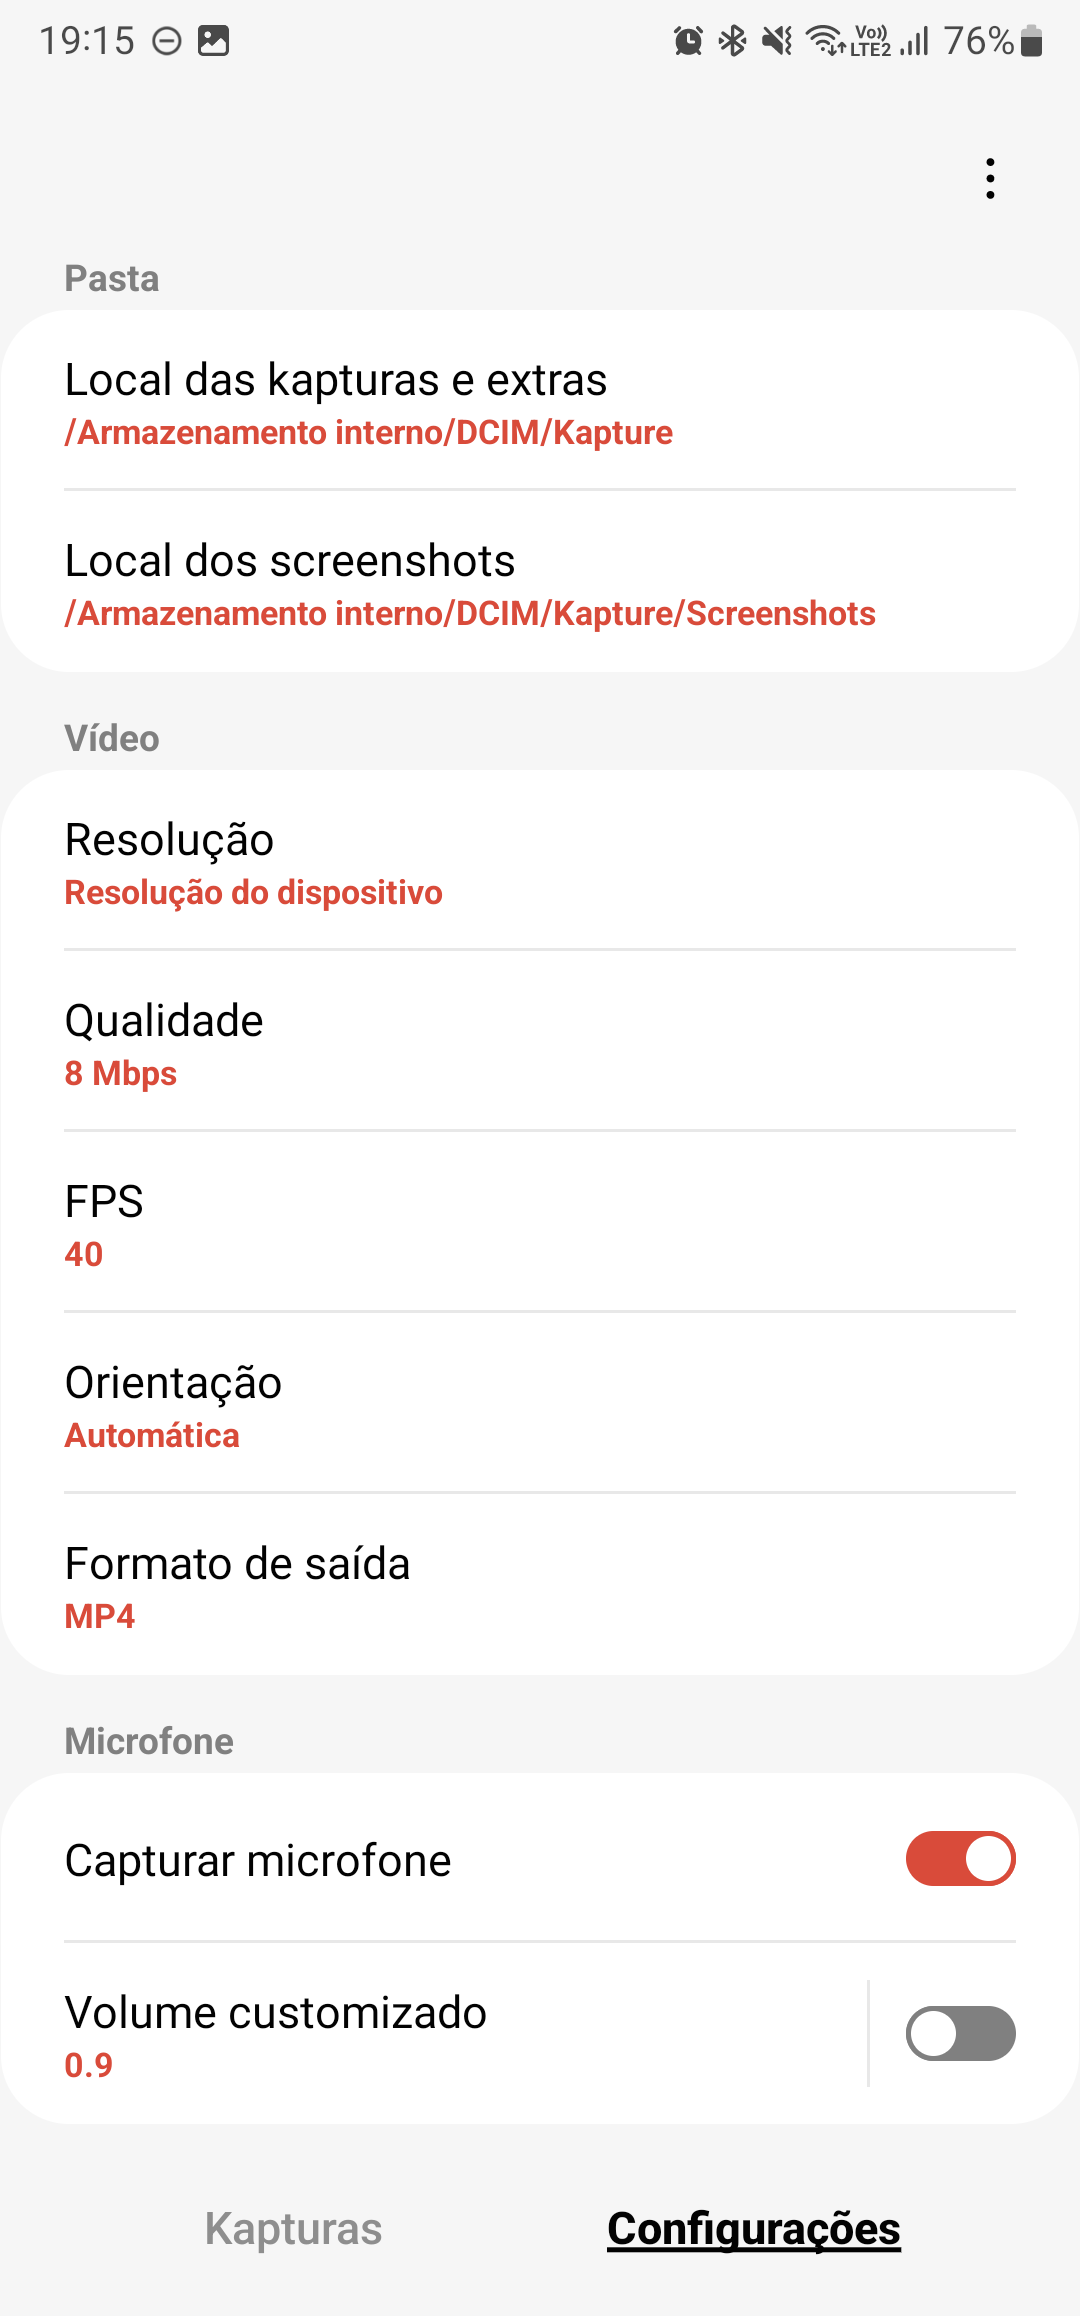 19:15
Vo))
LTE2
76%
Pasta
Local das kapturas e extras
/Armazenamento interno/DCIM/Kapture
Local dos screenshots
/Armazenamento interno/DCIM/Kapture/Screenshots
Vídeo
Resolução
Resolução do dispositivo
Qualidade
8 Mbps
FPS
40
Orientação
Automática
Formato de saída
MP4
Microfone
Capturar microfone
Volume customizado
0.9
Kapturas
Configurações